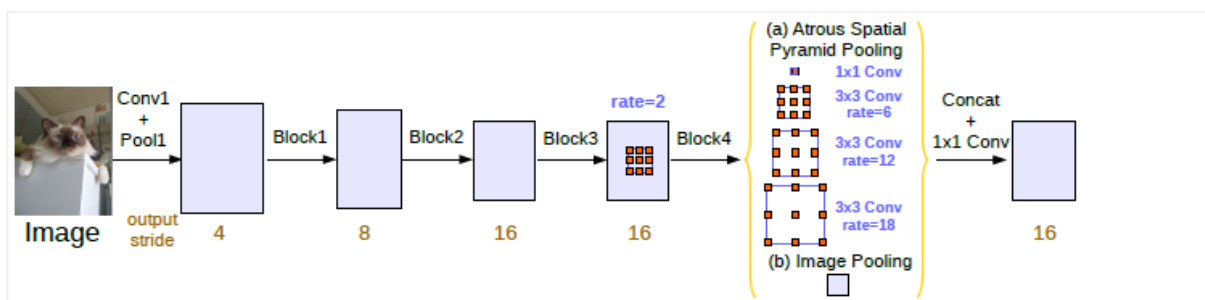 (a) Atrous Spatial
Pyramid Pooling
1x1 Conv
3x3 Conv
rate=6
3x3 Conv
rate=12
3x3 Conv
rate=18
(b) Image Pooling
Conv1
+
Pool1
Block1
Block2
Block3
rate=2
Block4
Concat
+
1x1 Conv
Image
output
stride
4
8
16
16
16